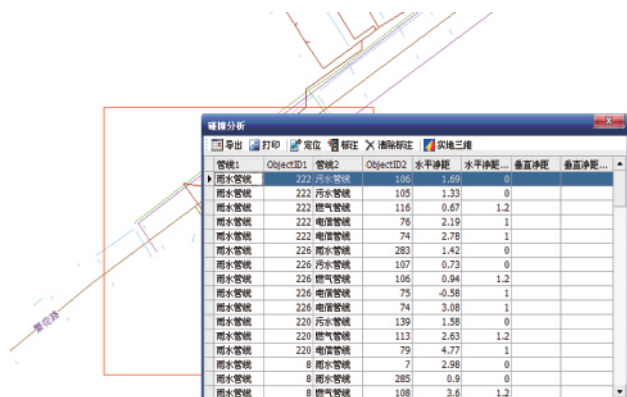 碰撞分析
导出 打印 定位 标注 清除标注 实地三维
管线1 ObjectID1 管线2 ObjectID2 水平净距 水平净距... 垂直净距 垂直净距...
雨水管线 222 污水管线 106 1.69 0
雨水管线 222 污水管线 105 1.33 0
雨水管线 222 燃气管线 116 0.67 1.2
雨水管线 222 电信管线 76 2.19 1
雨水管线 222 电信管线 74 2.78 1
雨水管线 226 雨水管线 283 1.42 0
雨水管线 226 污水管线 107 0.73 0
雨水管线 226 燃气管线 106 0.94 1.2
雨水管线 226 电信管线 75 -0.58 1
雨水管线 226 电信管线 74 3.08 1
雨水管线 220 污水管线 139 1.58 0
雨水管线 220 燃气管线 113 2.63 1.2
雨水管线 220 电信管线 79 4.77 1
雨水管线 8 雨水管线 7 2.98 0
雨水管线 8 雨水管线 285 0.9 0
雨水管线 8 燃气管线 108 3.6 1.2